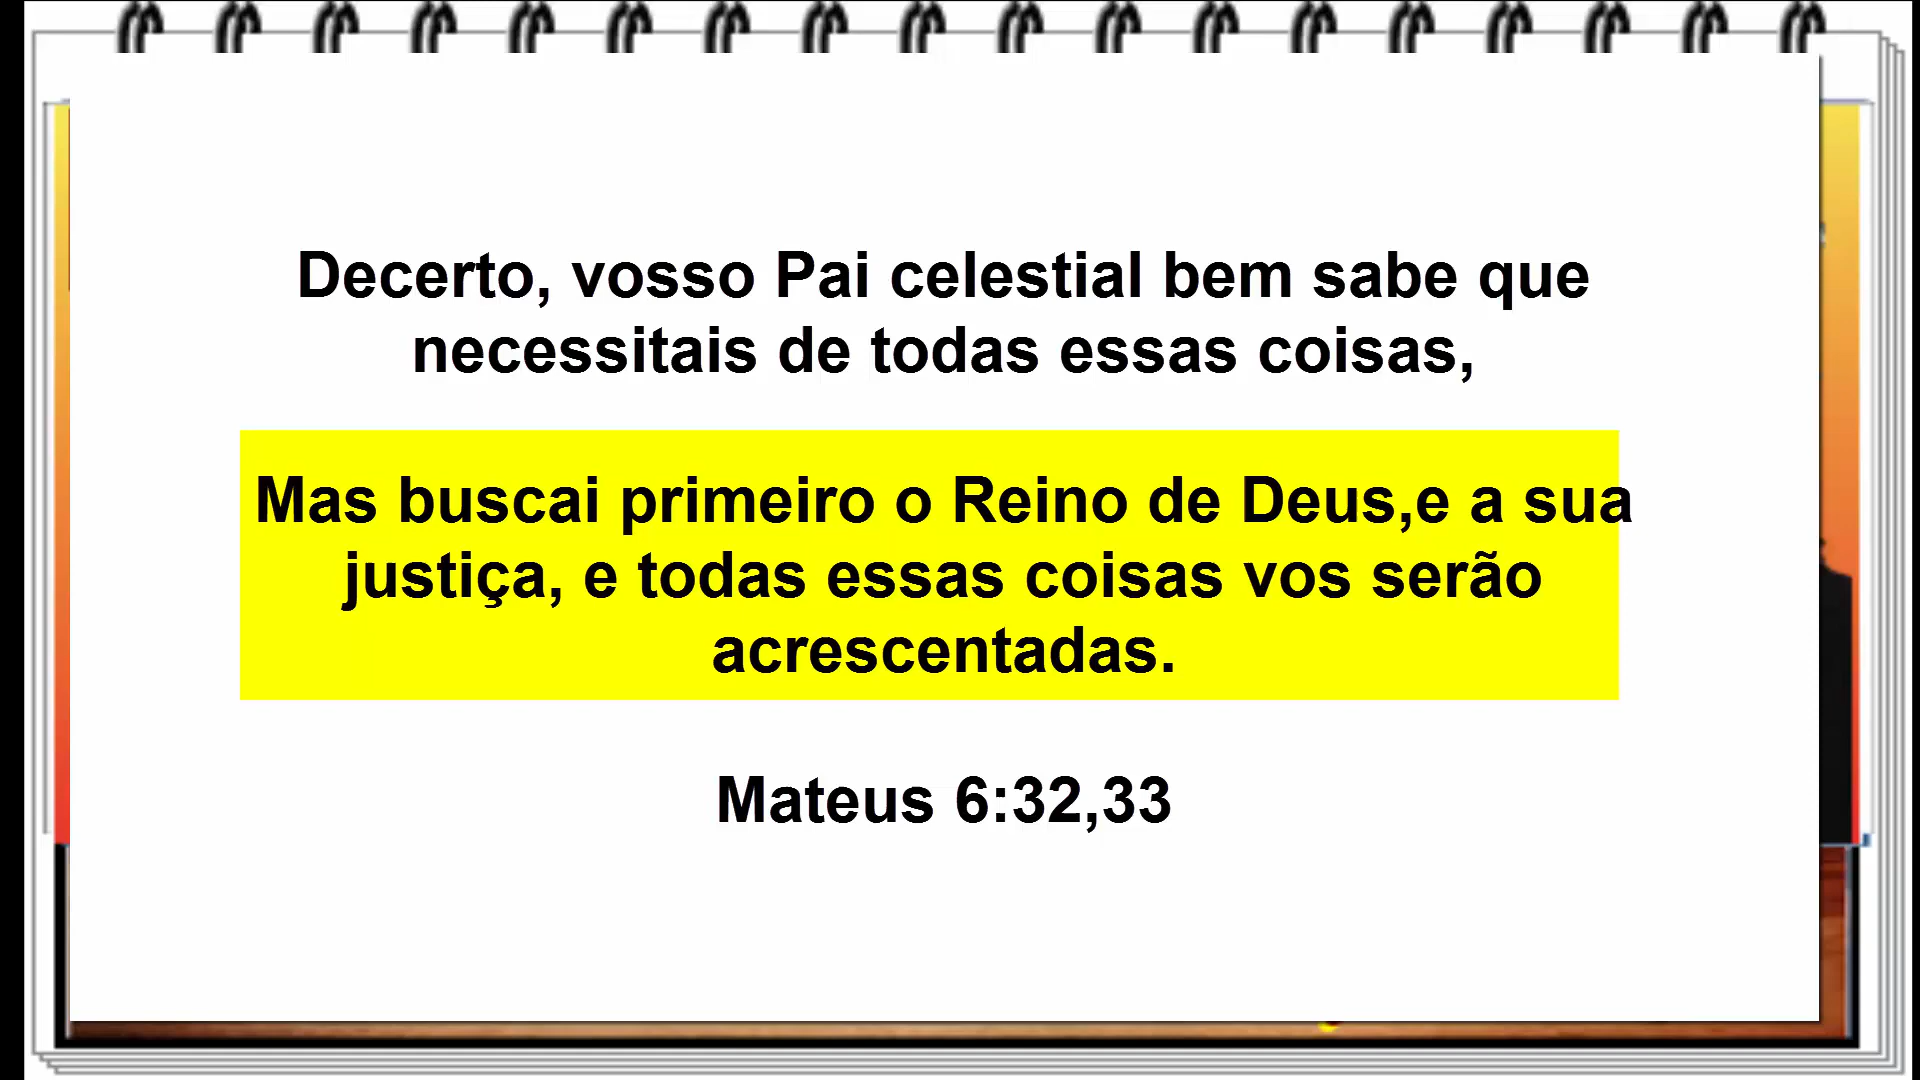 Decerto, vosso Pai celestial bem sabe que
necessitais de todas essas coisas,
Mas buscai primeiro o Reino de Deus,e a sua
justiça, e todas essas coisas vos serão
acrescentadas.
Mateus 6:32,33